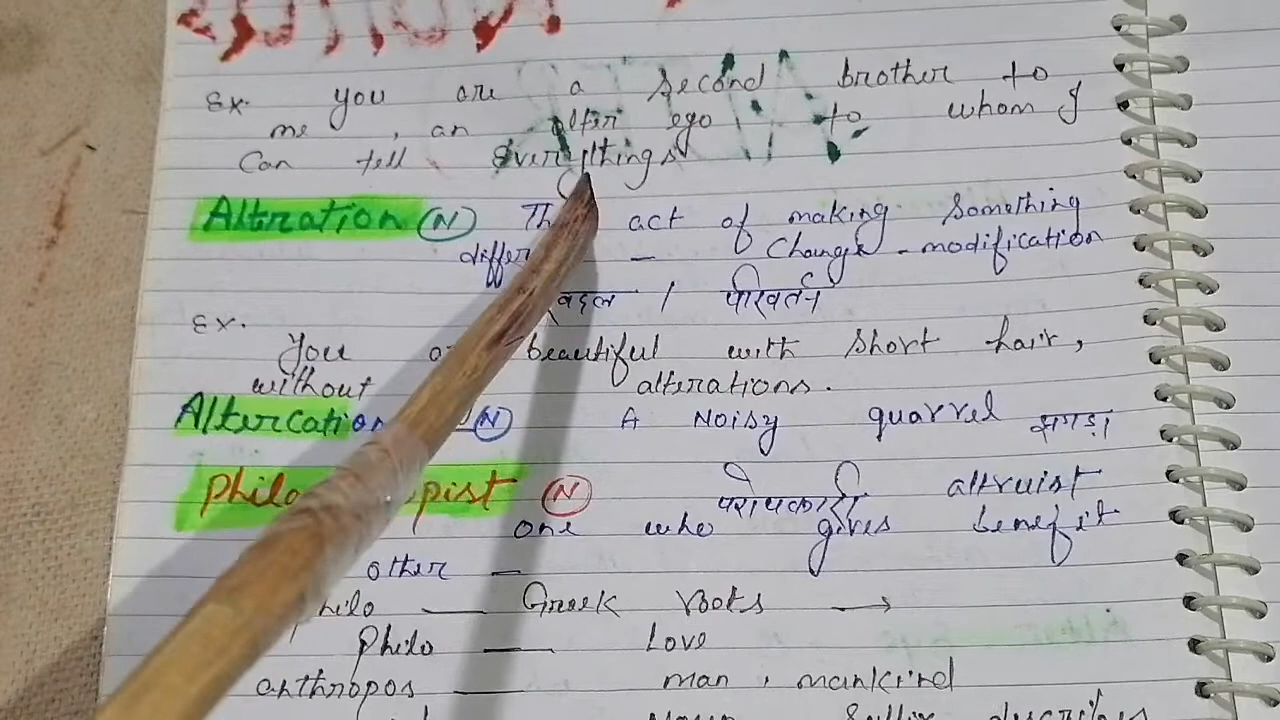 Ex. you are a second brother to
me, an alter ego to whom I
Can tell everythings
Alteration (N) The act of making something
differ — Change - modification
बदल / परिवर्तन
Ex.
You beautiful with short hair,
without alterations.
Altercation (N) A Noisy quarrel झगड़ा
Philo pist (N) परोपकारी altruist
one who gives benefit
other —
philo — Greek roots →
Philo — Love
anthropos — man, mankind